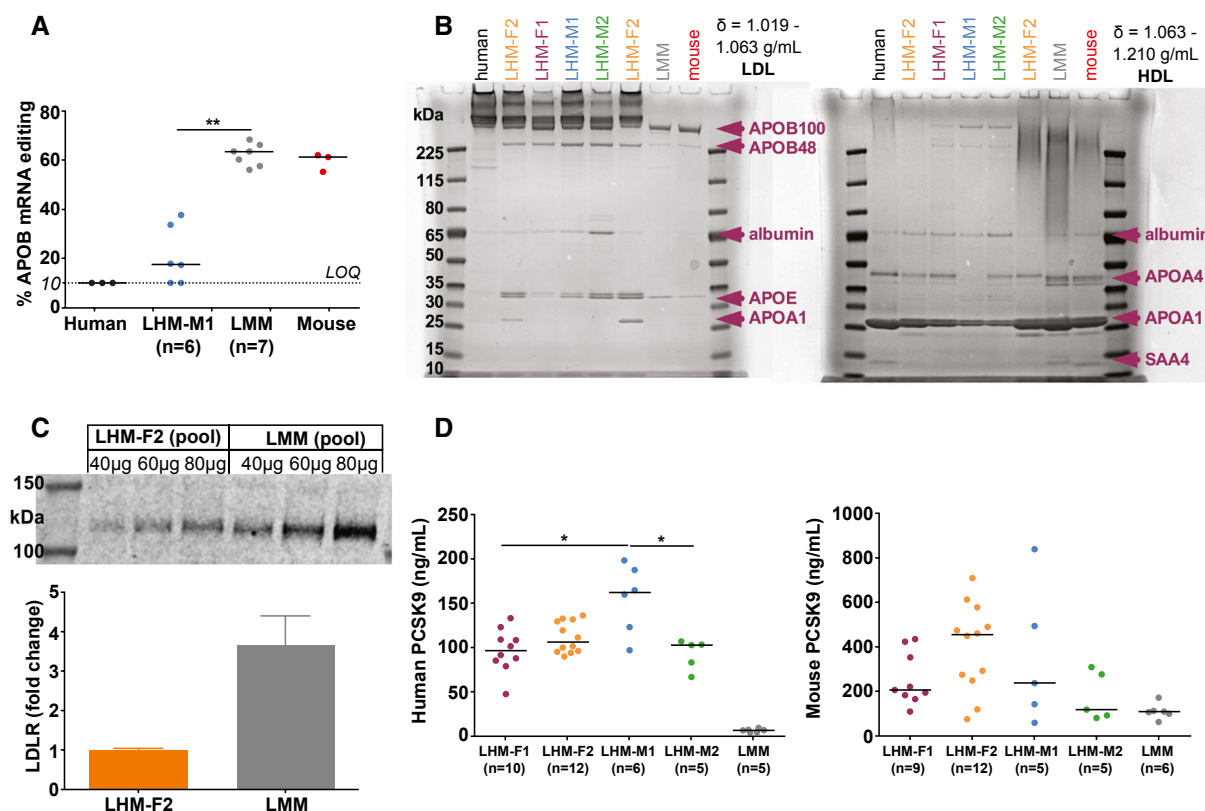 A
% APOB mRNA editing
80
60
40
20
10
0
LOQ
**
Human
LHM-M1
(n=6)
LMM
(n=7)
Mouse
B
human
LHM-F2
LHM-F1
LHM-M1
LHM-M2
LHM-F2
LMM
mouse
δ = 1.019 -
1.063 g/mL
LDL
kDa
225
115
80
65
50
35
30
25
15
10
APOB100
APOB48
albumin
APOE
APOA1
human
LHM-F2
LHM-F1
LHM-M1
LHM-M2
LHM-F2
LMM
mouse
δ = 1.063 -
1.210 g/mL
HDL
albumin
APOA4
APOA1
SAA4
C
LHM-F2 (pool) LMM (pool)
40µg 60µg 80µg 40µg 60µg 80µg
150
kDa
100
LDLR (fold change)
5
4
3
2
1
0
LHM-F2 LMM
D
Human PCSK9 (ng/mL)
250
200
150
100
50
0
* *
LHM-F1 LHM-F2 LHM-M1 LHM-M2 LMM
(n=10) (n=12) (n=6) (n=5) (n=5)
Mouse PCSK9 (ng/mL)
1000
800
600
400
200
0
LHM-F1 LHM-F2 LHM-M1 LHM-M2 LMM
(n=9) (n=12) (n=5) (n=5) (n=6)